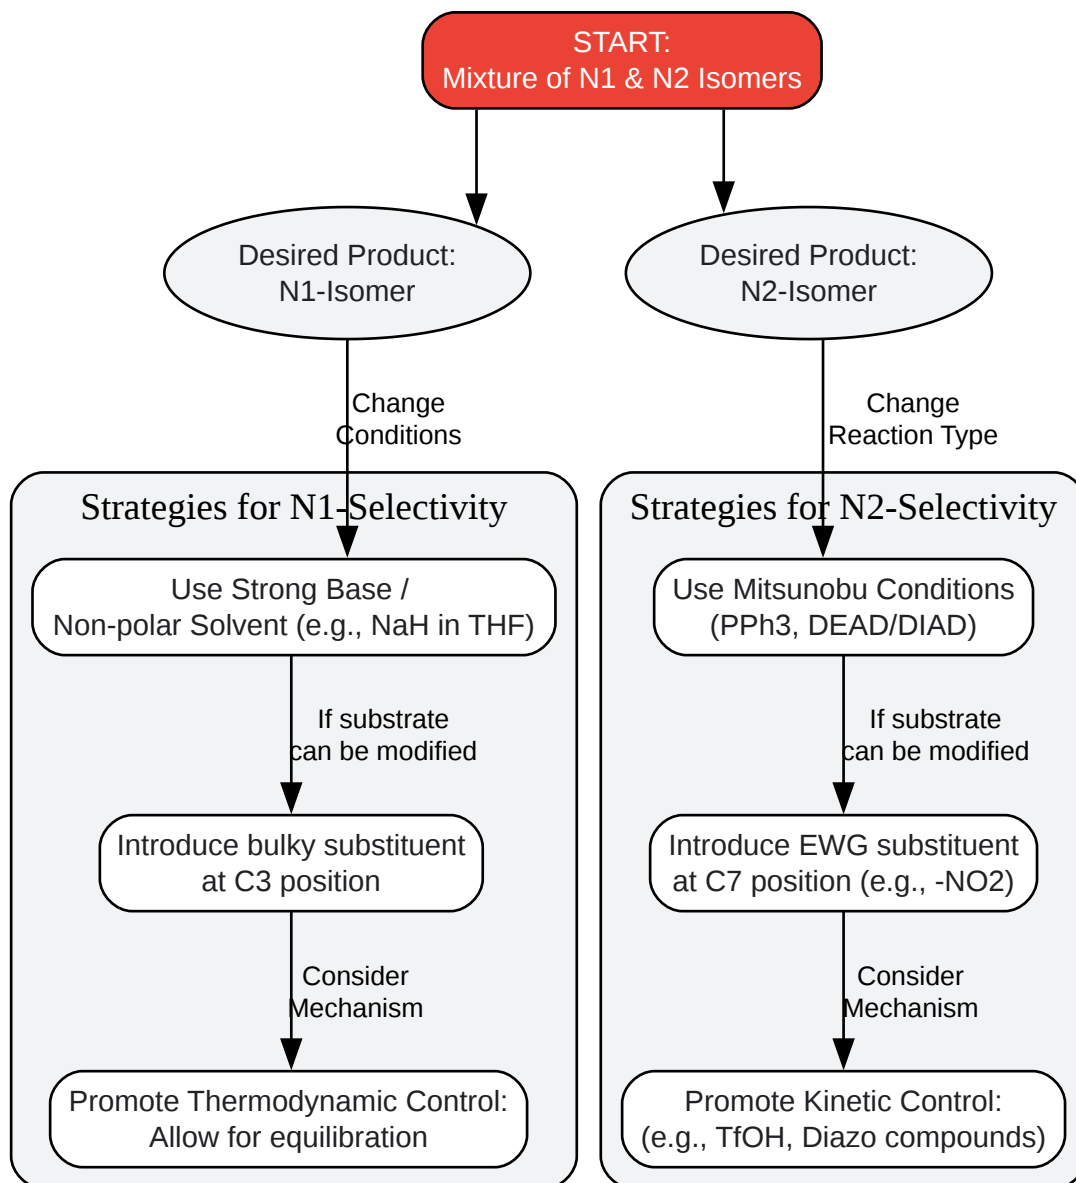 START:
Mixture of N1 & N2 Isomers
Desired Product:
N1-Isomer
Desired Product:
N2-Isomer
Change
Conditions
Change
Reaction Type
Strategies for N1-Selectivity
Use Strong Base /
Non-polar Solvent (e.g., NaH in THF)
If substrate
can be modified
Introduce bulky substituent
at C3 position
Consider
Mechanism
Promote Thermodynamic Control:
Allow for equilibration
Strategies for N2-Selectivity
Use Mitsunobu Conditions
(PPh3, DEAD/DIAD)
If substrate
can be modified
Introduce EWG substituent
at C7 position (e.g., -NO2)
Consider
Mechanism
Promote Kinetic Control:
(e.g., TfOH, Diazo compounds)